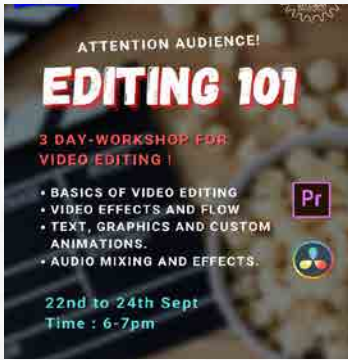 ATTENTION AUDIENCE!
EDITING 101
3 DAY-WORKSHOP FOR
VIDEO EDITING !
• BASICS OF VIDEO EDITING
• VIDEO EFFECTS AND FLOW
• TEXT, GRAPHICS AND CUSTOM
ANIMATIONS.
• AUDIO MIXING AND EFFECTS.
Pr
22nd to 24th Sept
Time : 6-7pm